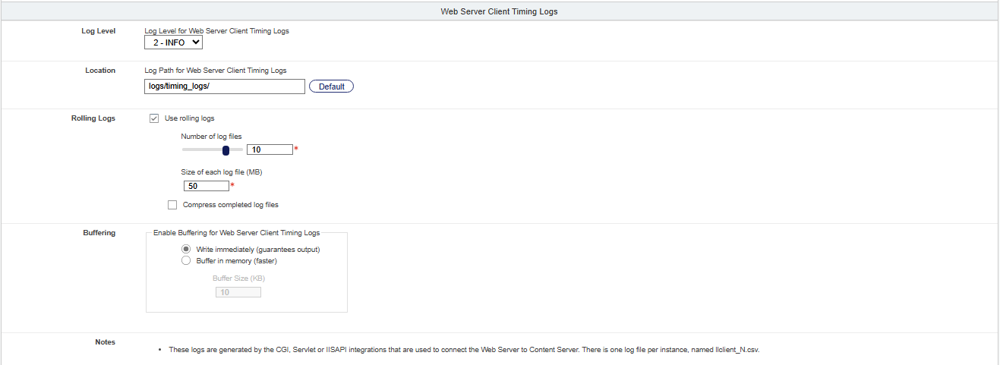 Web Server Client Timing Logs
Log Level
Log Level for Web Server Client Timing Logs
2 - INFO
Location
Log Path for Web Server Client Timing Logs
logs/timing_logs/
Default
Rolling Logs
Use rolling logs
Number of log files
10 *
Size of each log file (MB)
50 *
Compress completed log files
Buffering
Enable Buffering for Web Server Client Timing Logs
Write immediately (guarantees output)
Buffer in memory (faster)
Buffer Size (KB)
10
Notes
• These logs are generated by the CGI, Servlet or IISAPI integrations that are used to connect the Web Server to Content Server. There is one log file per instance, named llclient_N.csv.